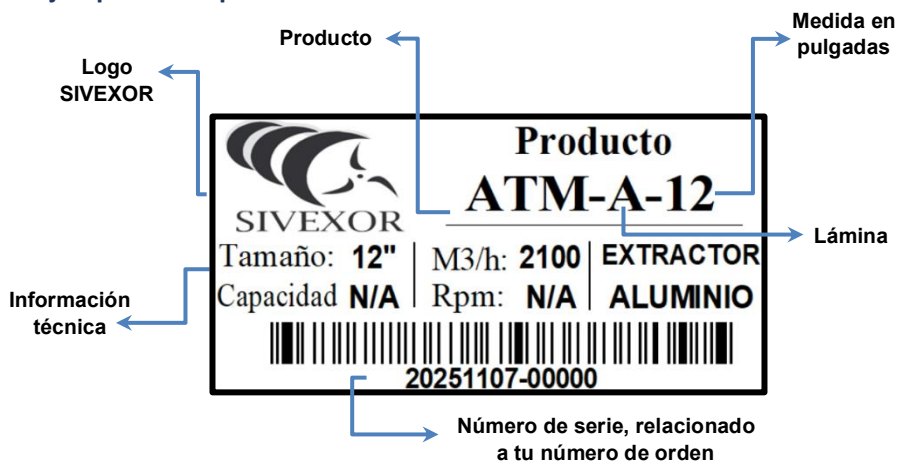 Medida en
pulgadas
Producto
Logo
SIVEXOR
Producto
ATM-A-12
SIVEXOR
Lámina
Tamaño: 12" M3/h: 2100 EXTRACTOR
Capacidad N/A Rpm: N/A ALUMINIO
Información
técnica
20251107-00000
Número de serie, relacionado
a tu número de orden